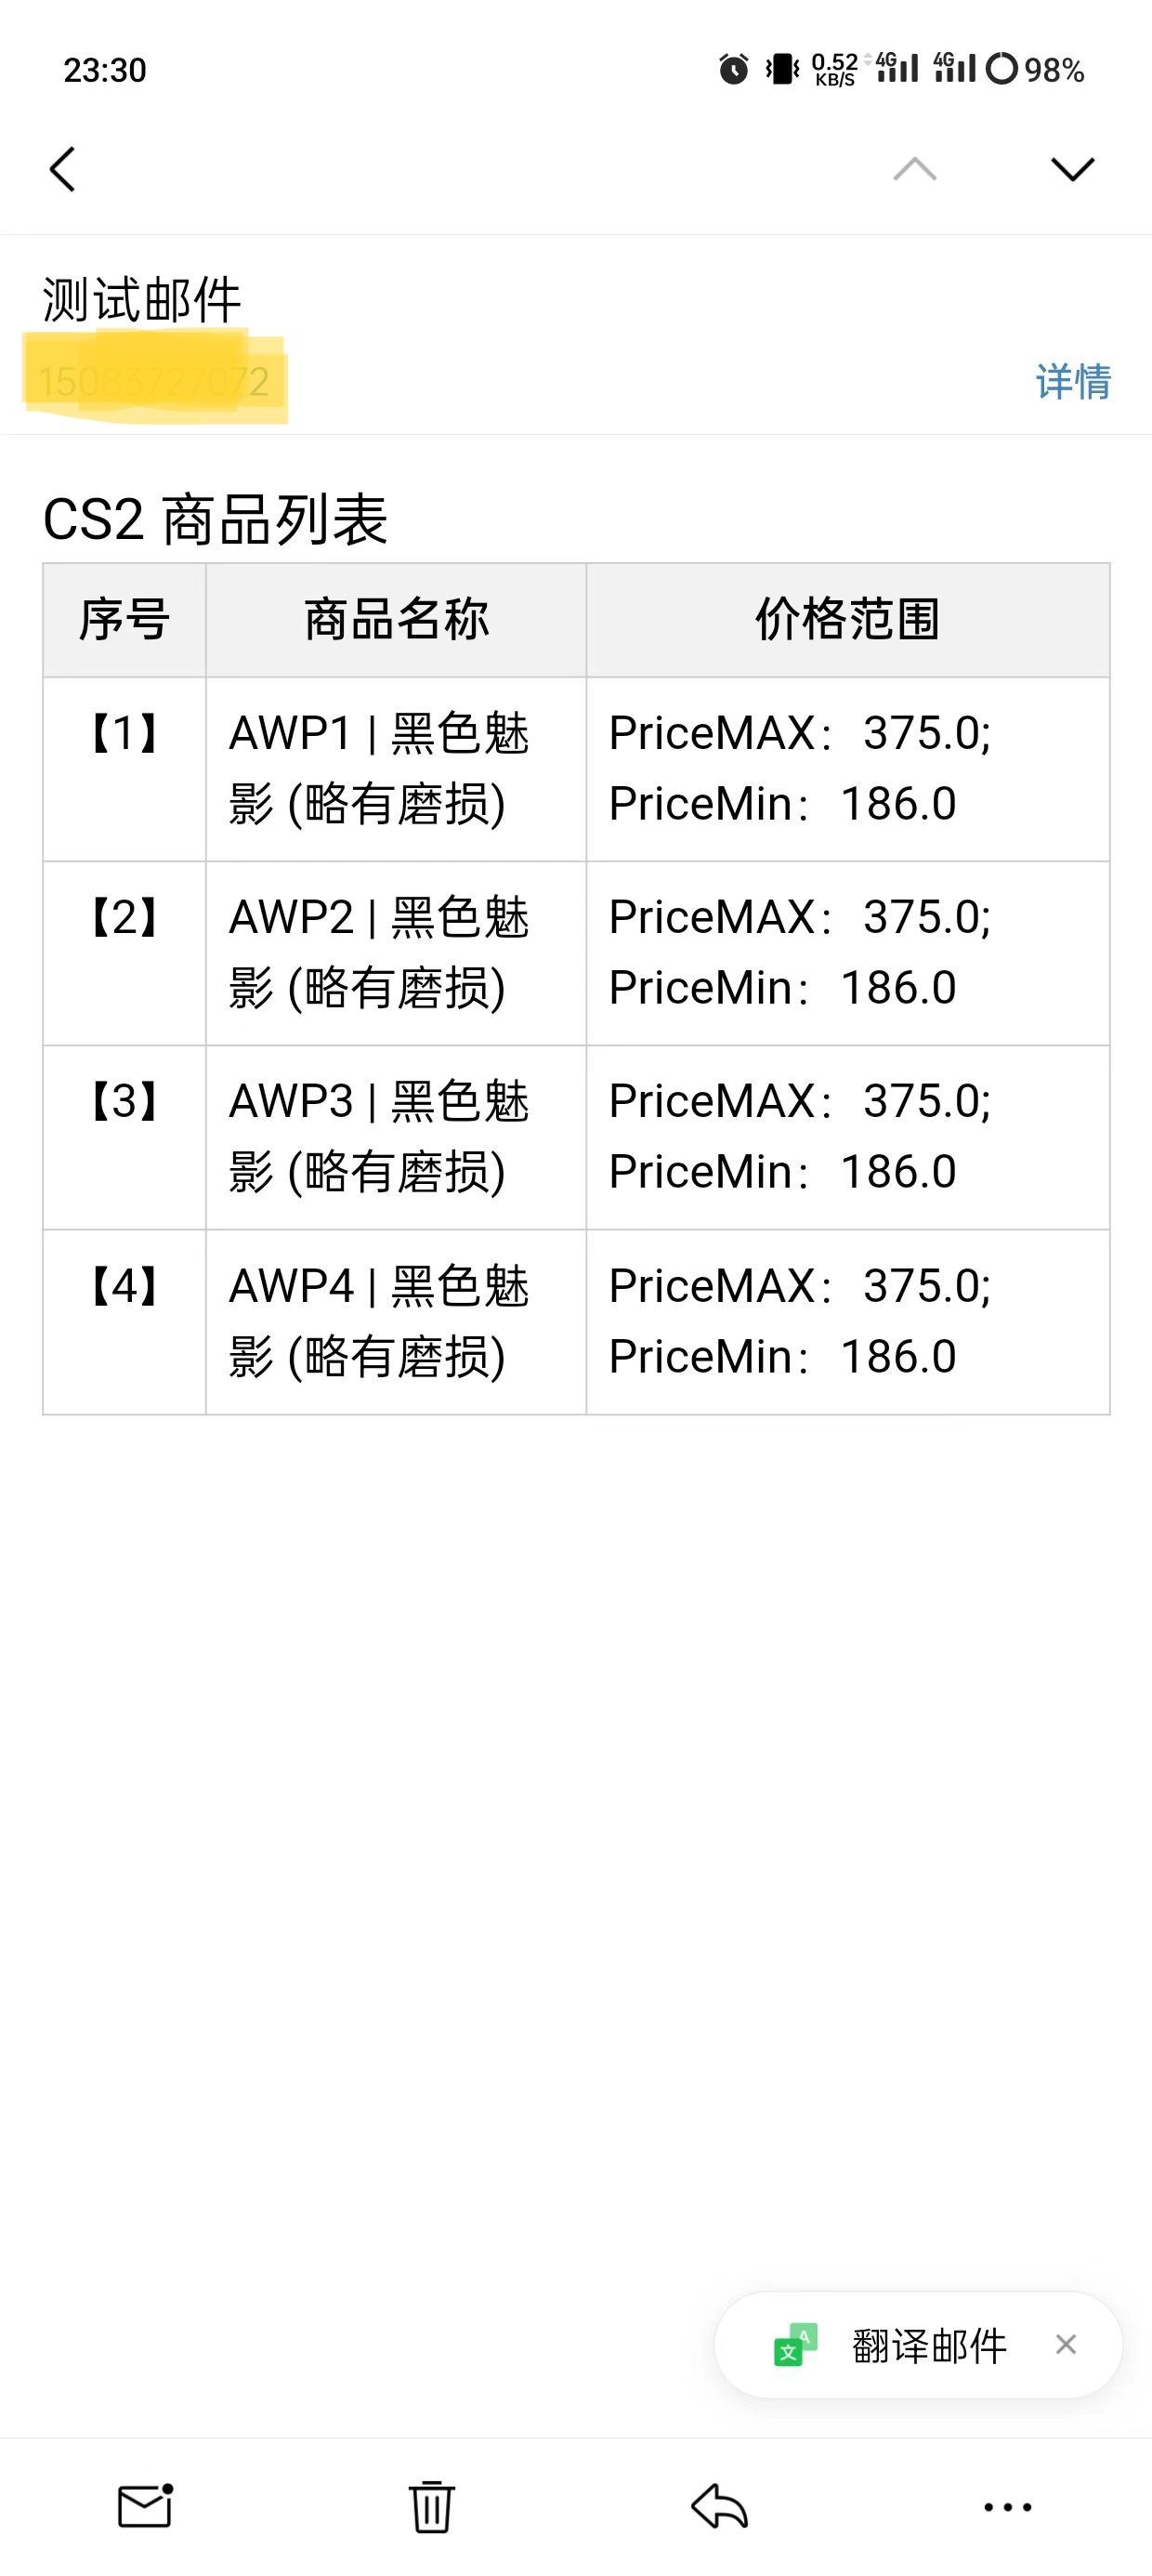 23:30
0.52 KB/S 4G 4G 98%
测试邮件
详情
CS2 商品列表
序号 商品名称 价格范围
【1】 AWP1 | 黑色魅 PriceMAX：375.0;
影 (略有磨损) PriceMin：186.0
【2】 AWP2 | 黑色魅 PriceMAX：375.0;
影 (略有磨损) PriceMin：186.0
【3】 AWP3 | 黑色魅 PriceMAX：375.0;
影 (略有磨损) PriceMin：186.0
【4】 AWP4 | 黑色魅 PriceMAX：375.0;
影 (略有磨损) PriceMin：186.0
文 A 翻译邮件 ×